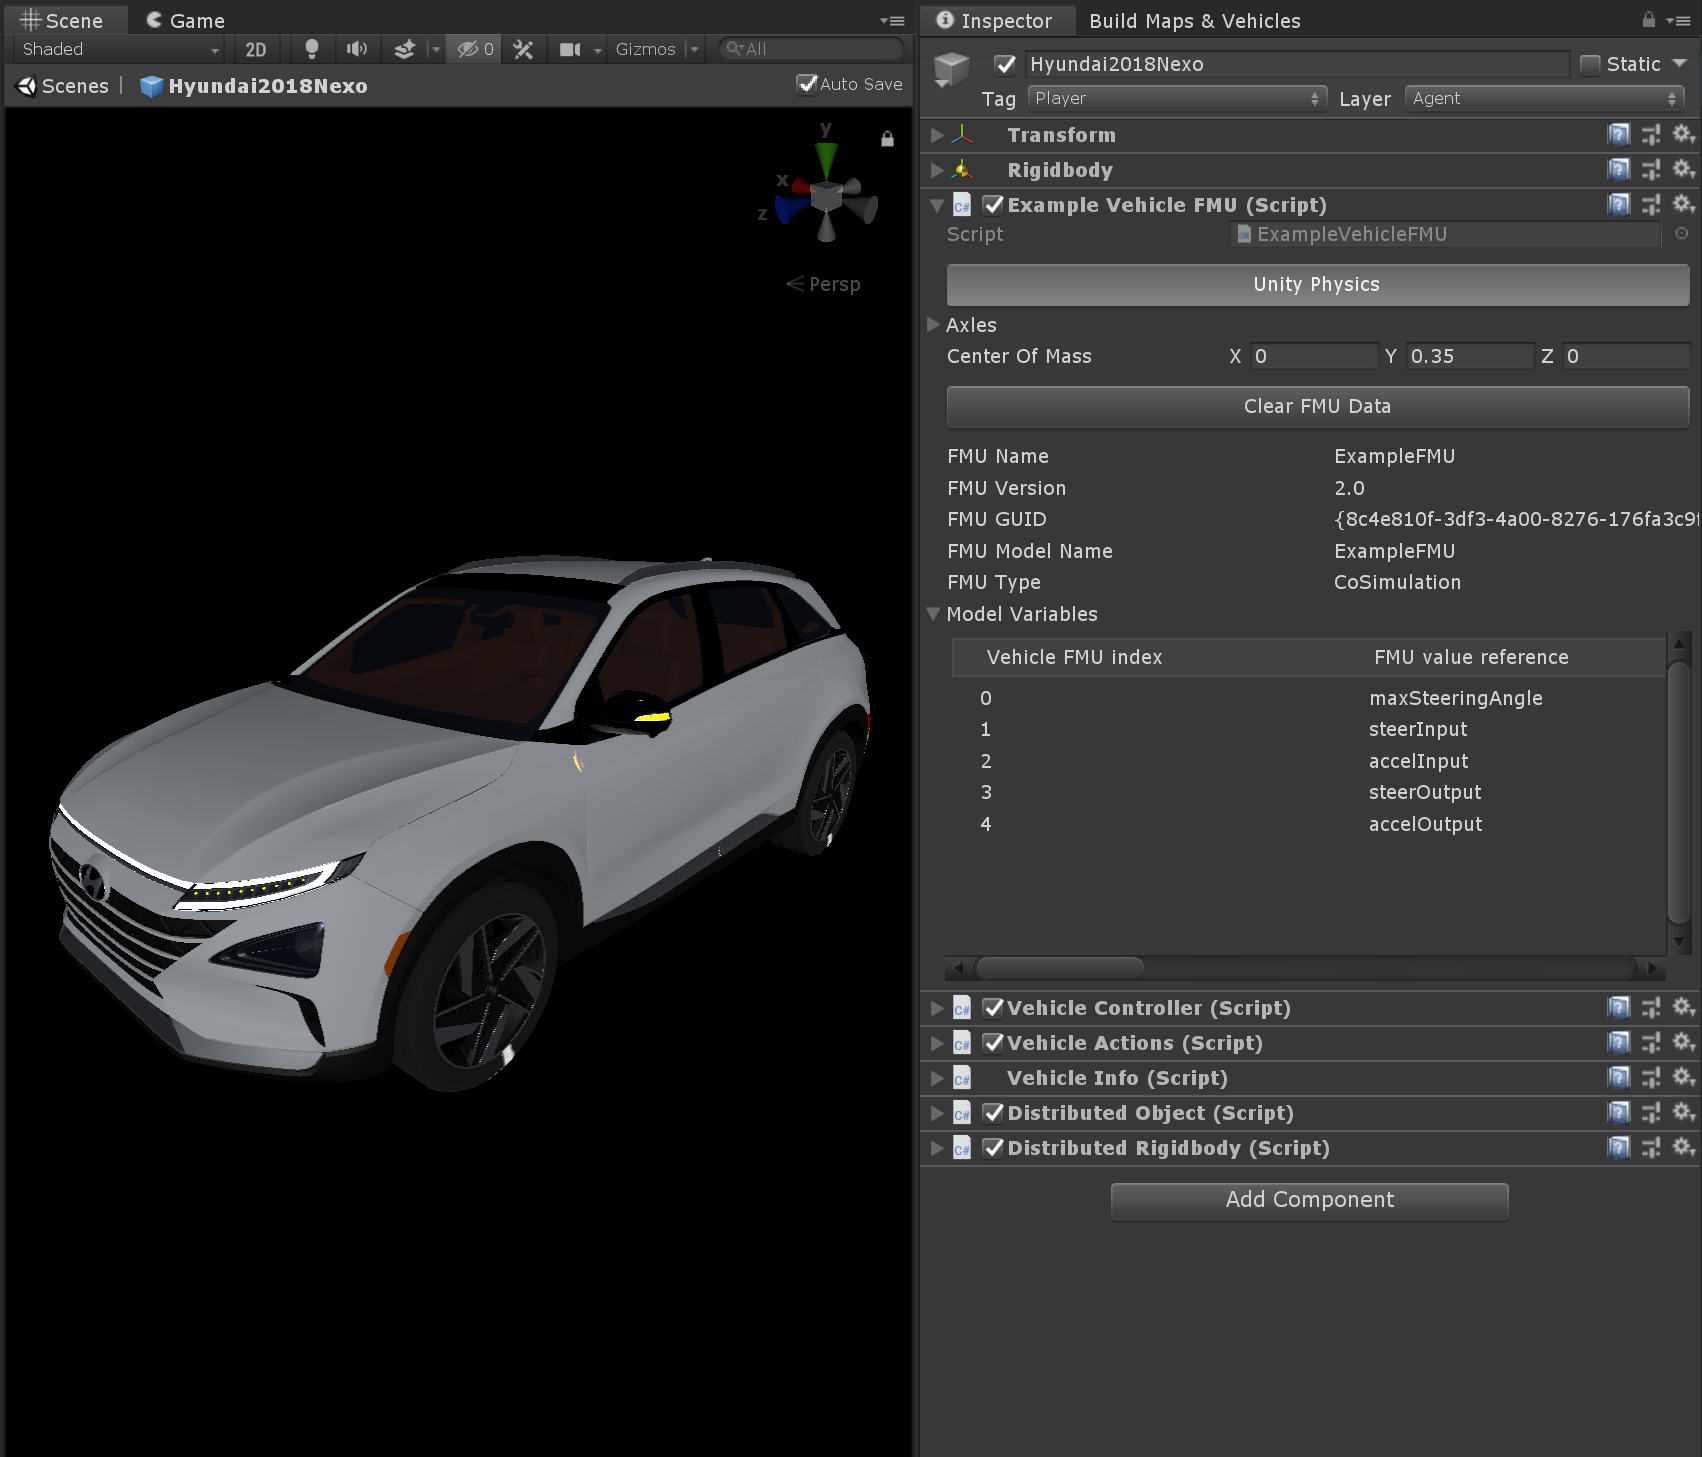 Scene Game
Shaded 2D 0 Gizmos All
Scenes Hyundai2018Nexo Auto Save
y
x
z
Persp
Inspector Build Maps & Vehicles
Hyundai2018Nexo Static
Tag Player Layer Agent
Transform
Rigidbody
Example Vehicle FMU (Script)
Script ExampleVehicleFMU
Unity Physics
Axles
Center Of Mass X 0 Y 0.35 Z 0
Clear FMU Data
FMU Name ExampleFMU
FMU Version 2.0
FMU GUID {8c4e810f-3df3-4a00-8276-176fa3c9f
FMU Model Name ExampleFMU
FMU Type CoSimulation
Model Variables
Vehicle FMU index FMU value reference
0 maxSteeringAngle
1 steerInput
2 accelInput
3 steerOutput
4 accelOutput
Vehicle Controller (Script)
Vehicle Actions (Script)
Vehicle Info (Script)
Distributed Object (Script)
Distributed Rigidbody (Script)
Add Component